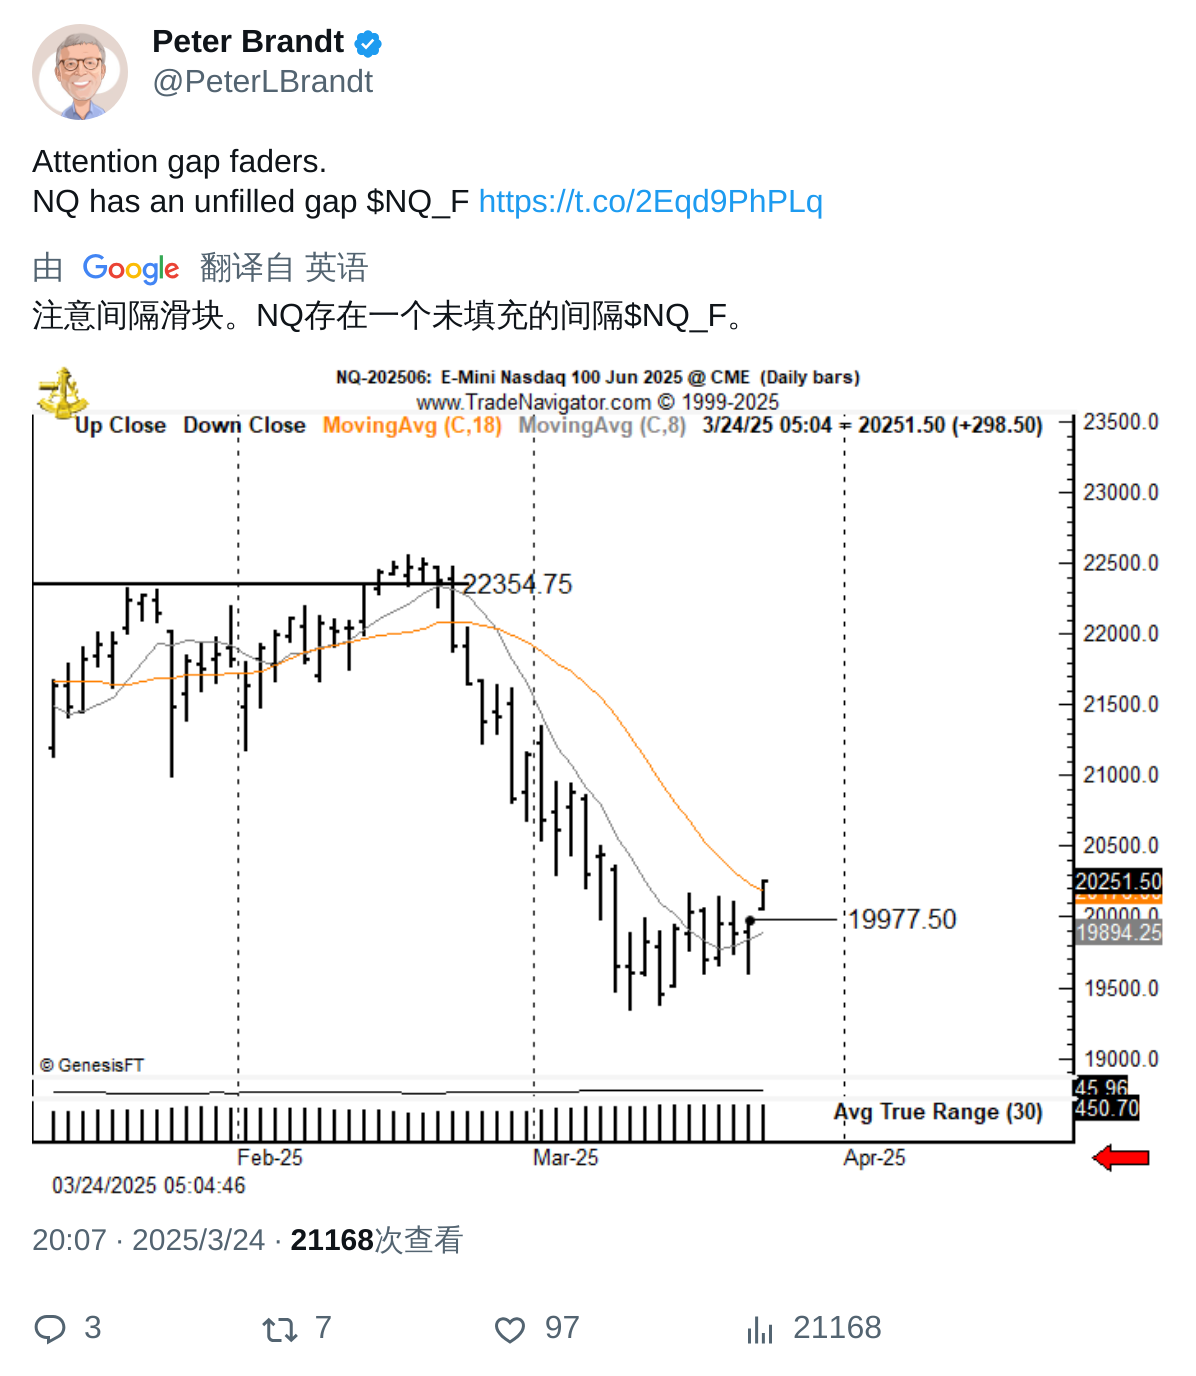 Peter Brandt
@PeterLBrandt
Attention gap faders.
NQ has an unfilled gap $NQ_F https://t.co/2Eqd9PhPLq
由 Google 翻译自 英语
注意间隔滑块。NQ存在一个未填充的间隔$NQ_F。
NQ-202506: E-Mini Nasdaq 100 Jun 2025 @ CME (Daily bars)
www.TradeNavigator.com © 1999-2025
Up Close Down Close MovingAvg (C,18) MovingAvg (C,8) 3/24/25 05:04 = 20251.50 (+298.50)
23500.0
23000.0
22500.0
22354.75
22000.0
21500.0
21000.0
20500.0
20251.50
20000.0
19977.50
19894.25
19500.0
19000.0
© GenesisFT
45.96
450.70
Avg True Range (30)
Feb-25 Mar-25 Apr-25
03/24/2025 05:04:46
20:07 · 2025/3/24 · 21168次查看
3 7 97 21168